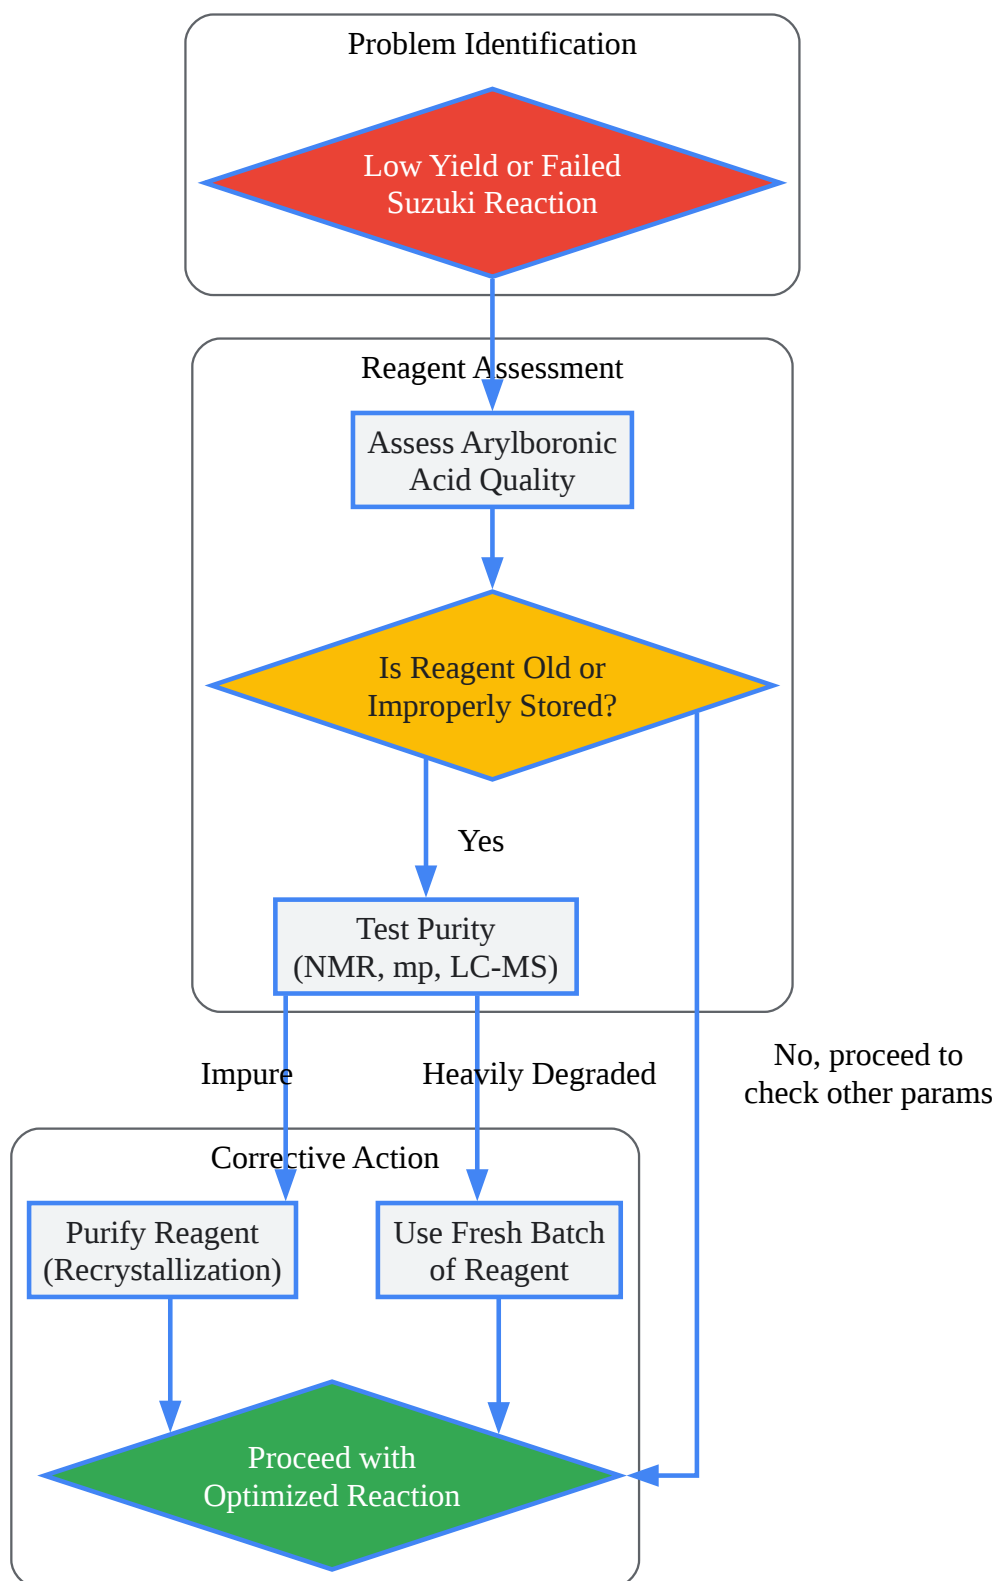 Problem Identification
Low Yield or Failed
Suzuki Reaction
Reagent Assessment
Assess Arylboronic
Acid Quality
Is Reagent Old or
Improperly Stored?
Yes
Test Purity
(NMR, mp, LC-MS)
No, proceed to
check other params
Impure
Heavily Degraded
Corrective Action
Purify Reagent
(Recrystallization)
Use Fresh Batch
of Reagent
Proceed with
Optimized Reaction